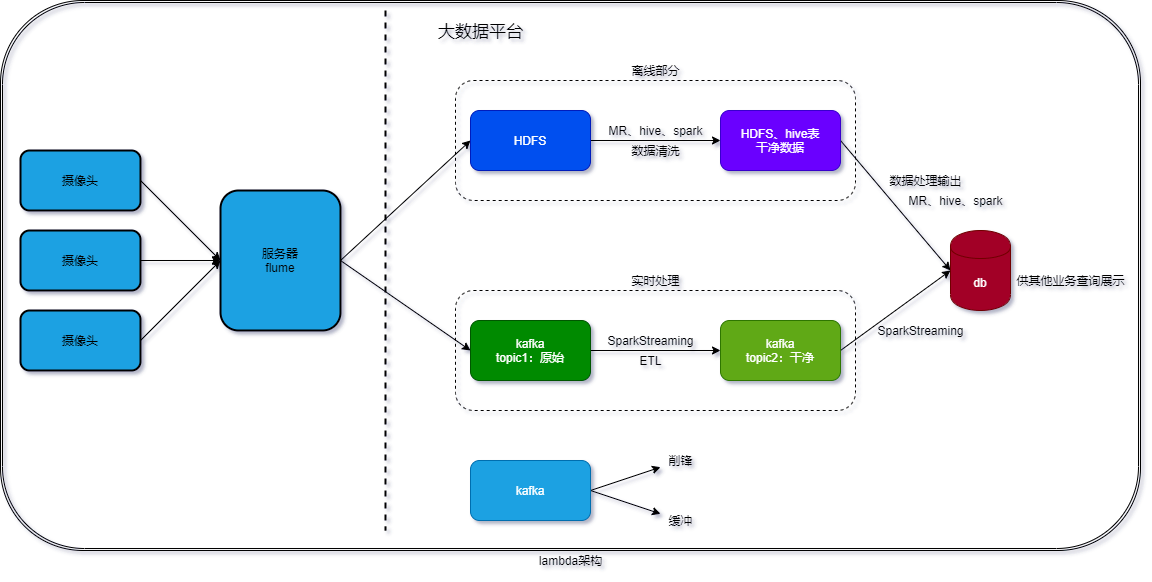 大数据平台
离线部分
HDFS
MR、hive、spark
数据清洗
HDFS、hive表
干净数据
数据处理输出
MR、hive、spark
摄像头
摄像头
摄像头
服务器
flume
db
供其他业务查询展示
实时处理
kafka
topic1：原始
SparkStreaming
ETL
kafka
topic2：干净
SparkStreaming
kafka
削锋
缓冲
lambda架构